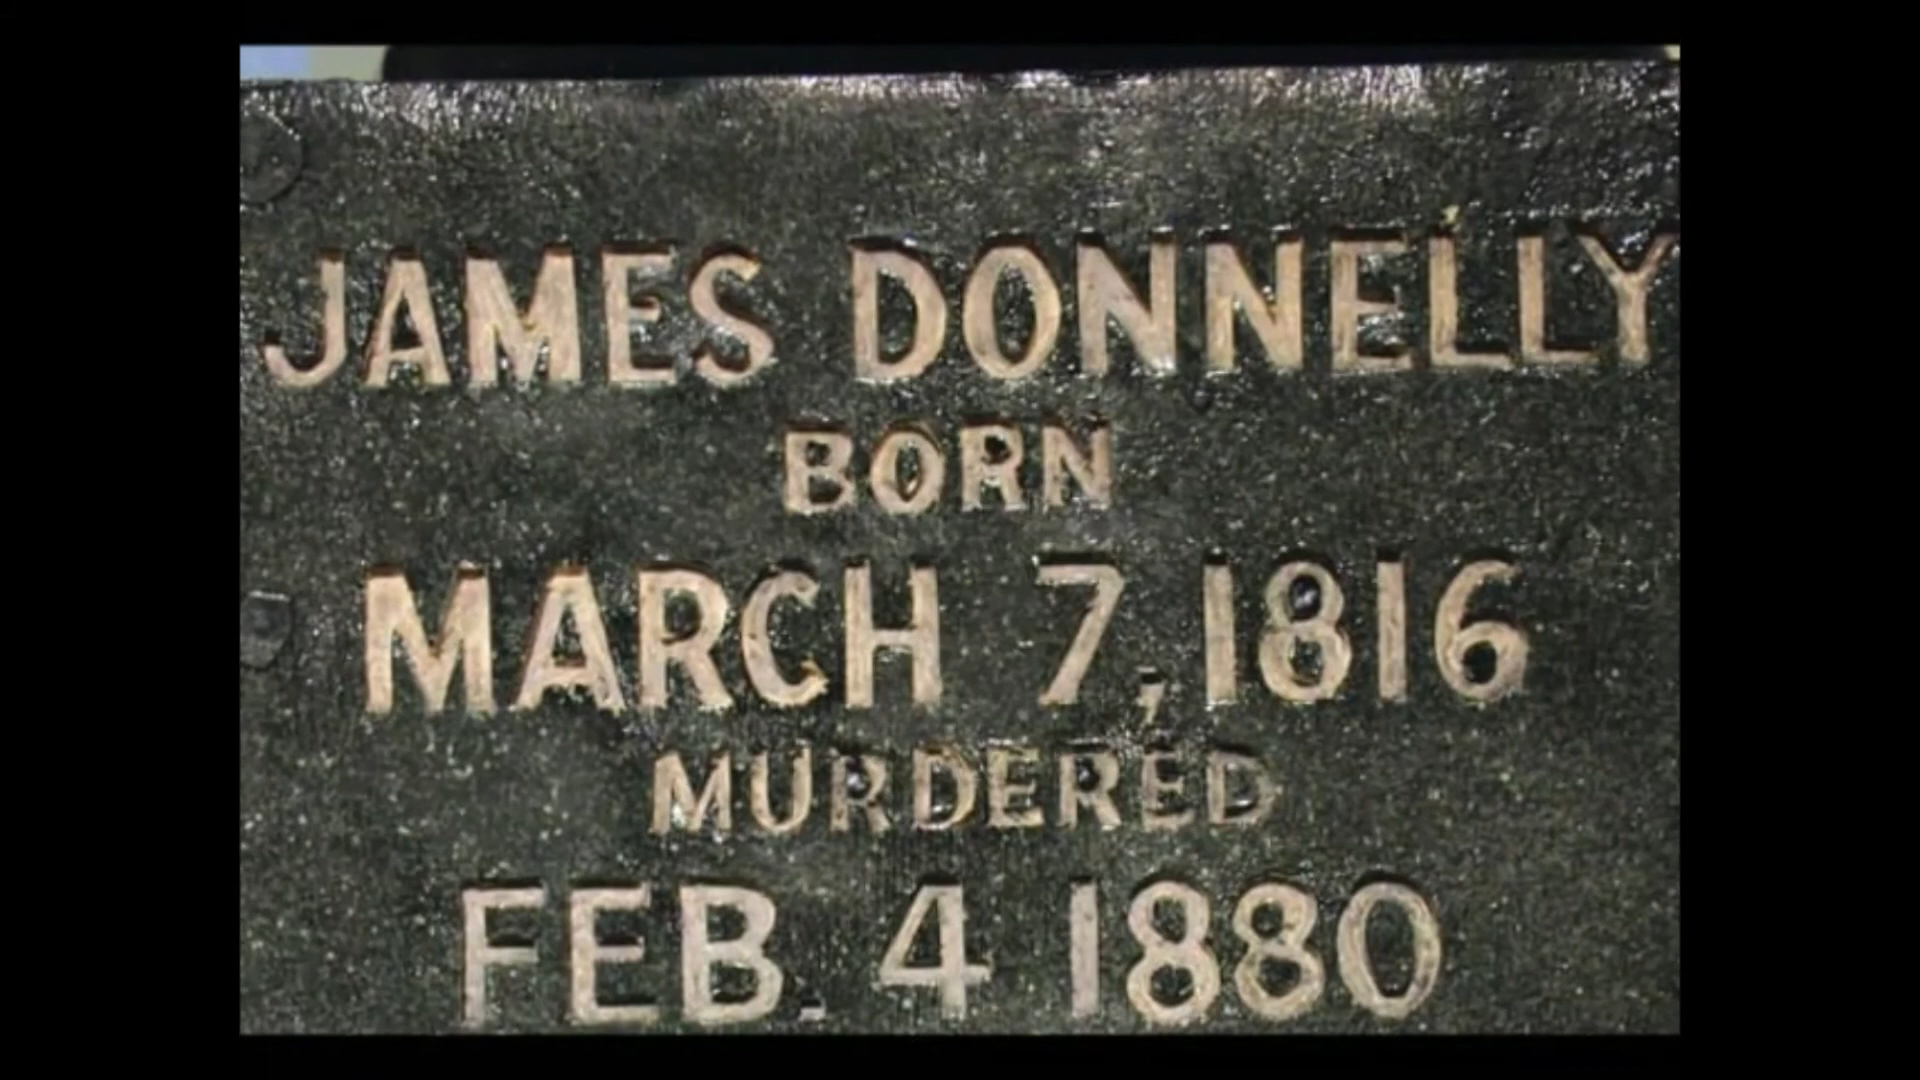 JAMES DONNELLY
BORN
MARCH 7, 1816
MURDERED
FEB. 4 1880